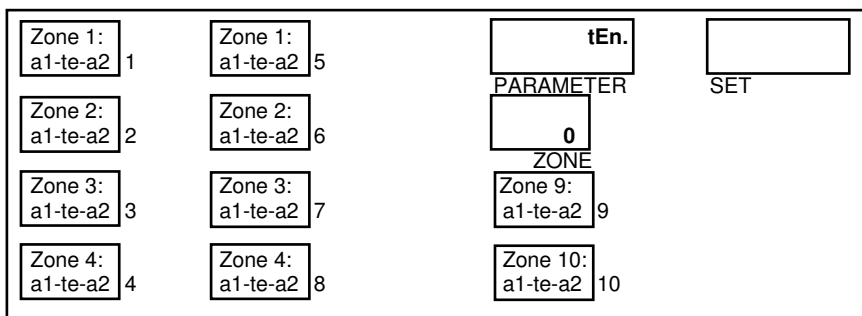 Zone 1:
a1-te-a2 1
Zone 1:
a1-te-a2 5
tEn.
PARAMETER
SET
Zone 2:
a1-te-a2 2
Zone 2:
a1-te-a2 6
0
ZONE
Zone 3:
a1-te-a2 3
Zone 3:
a1-te-a2 7
Zone 9:
a1-te-a2 9
Zone 4:
a1-te-a2 4
Zone 4:
a1-te-a2 8
Zone 10:
a1-te-a2 10